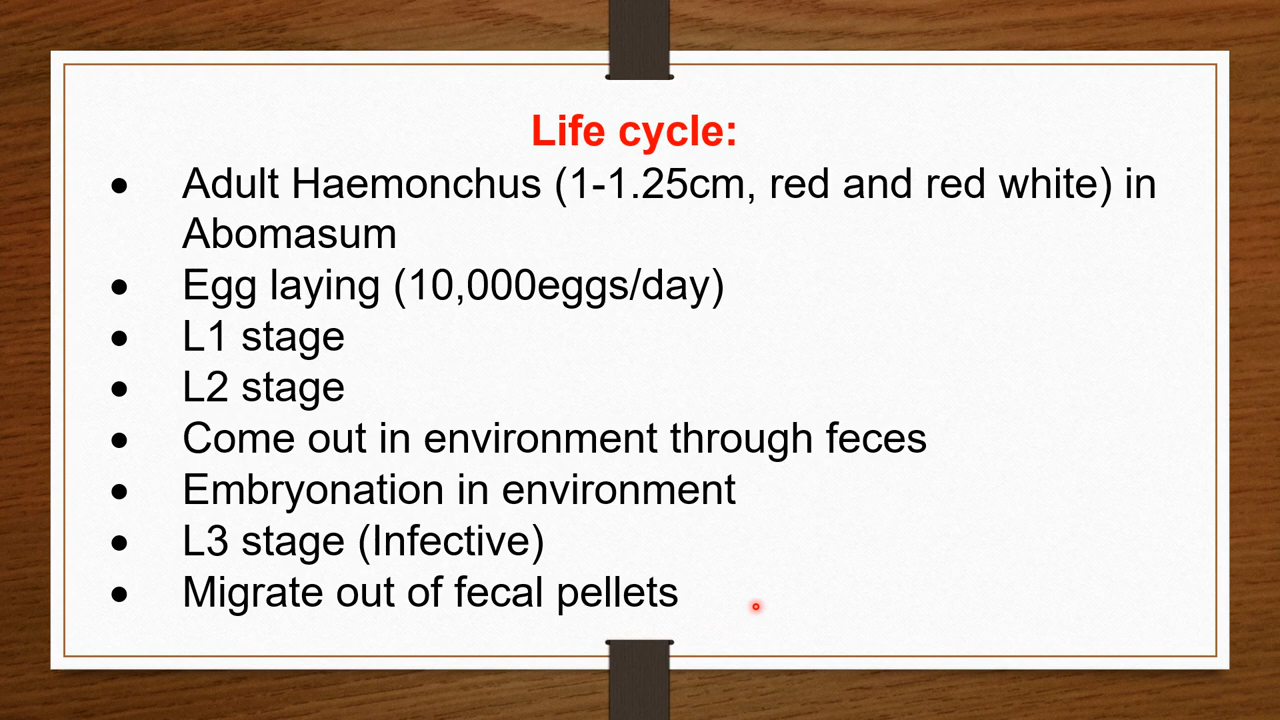 Life cycle:
● Adult Haemonchus (1-1.25cm, red and red white) in
Abomasum
● Egg laying (10,000eggs/day)
● L1 stage
● L2 stage
● Come out in environment through feces
● Embryonation in environment
● L3 stage (Infective)
● Migrate out of fecal pellets